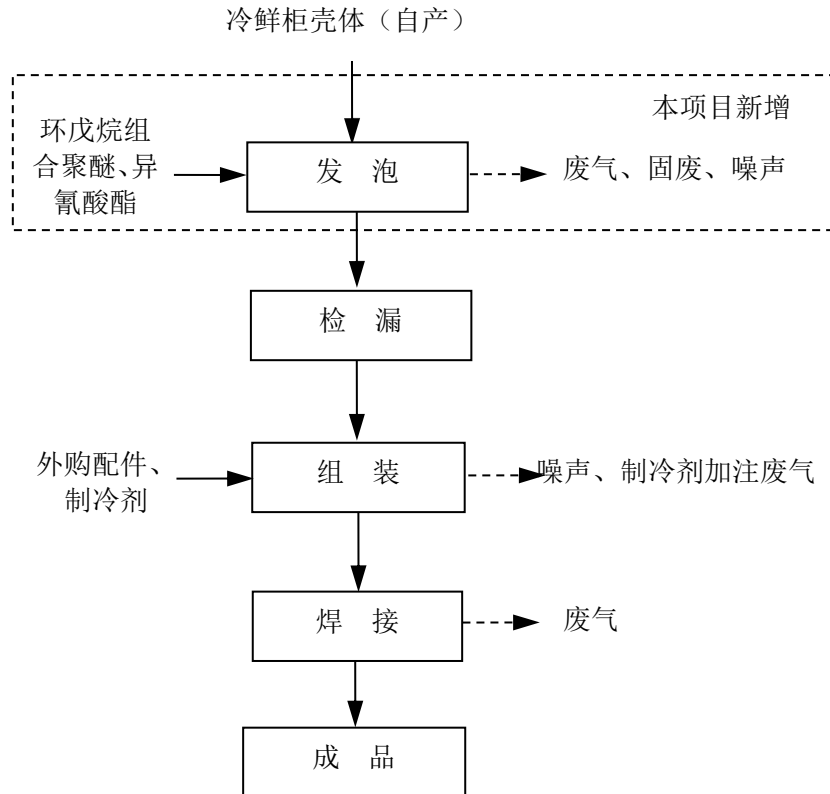 冷鲜柜壳体（自产）
本项目新增
环戊烷组
合聚醚、异
氰酸酯
发 泡
废气、固废、噪声
检 漏
外购配件、
制冷剂
组 装
噪声、制冷剂加注废气
焊 接
废气
成 品